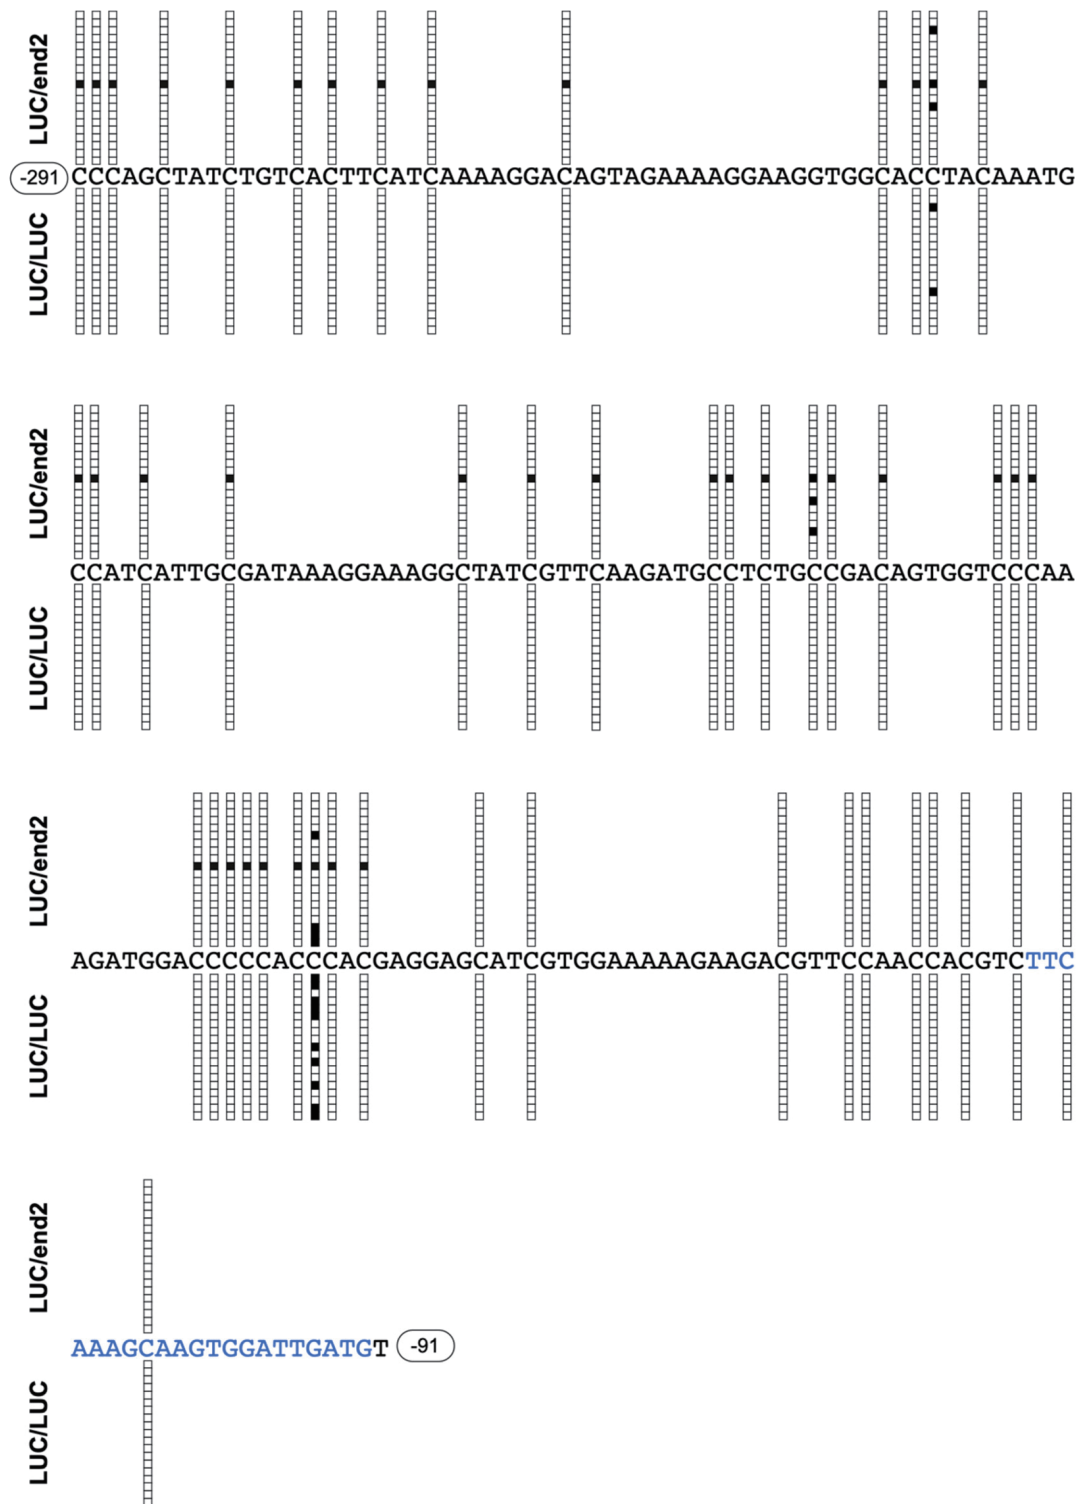 LUC/end2
-291 CCCAGCTATCTGTCACTTCATCAAAAGGACAGTAGAAAAGGAAGGTGGCACCTACAAATG
LUC/LUC
LUC/end2
CCATCATTGCGATAAAGGAAAGGCTATCGTTCAAGATGCCTCTGCCGACAGTGGTCCCAA
LUC/LUC
LUC/end2
AGATGGACCCCCACCCACGAGGAGCATCGTGGAAAAAGAAGACGTTCCAACCACGTCTTC
LUC/LUC
LUC/end2
AAAGCAAGTGGATTGATGT -91
LUC/LUC